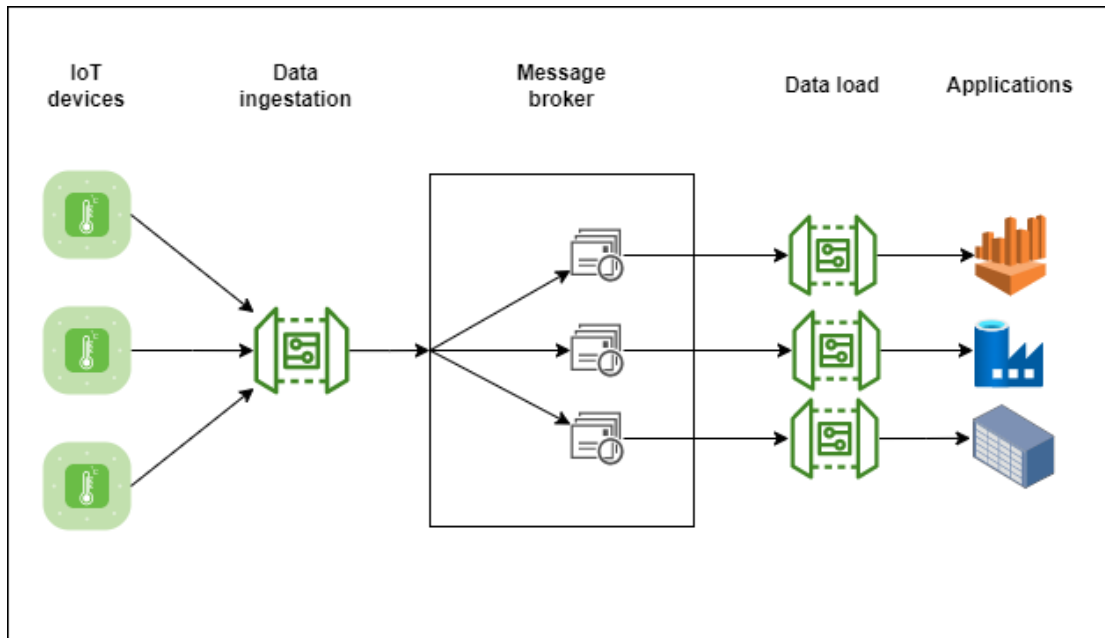 IoT
devices
Data
ingestation
Message
broker
Data load
Applications